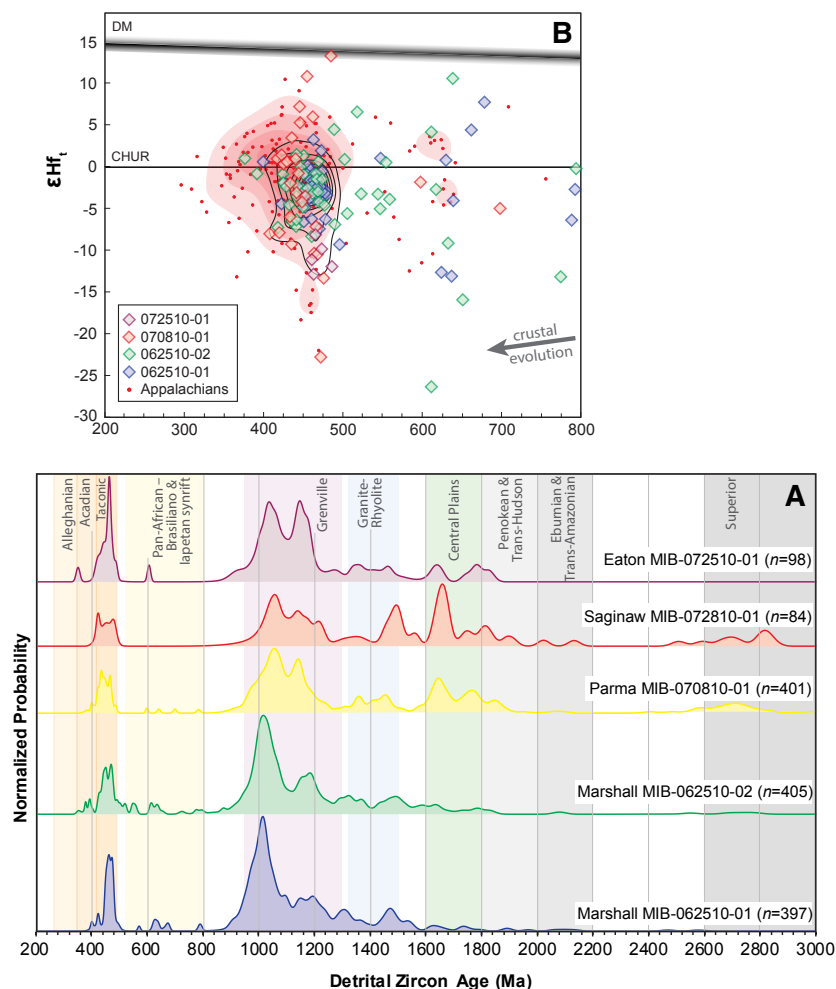 DM
B
15
10
5
CHUR
0
-5
-10
-15
-20
-25
-30
εHf t
072510-01
070810-01
062510-02
062510-01
Appalachians
crustal
evolution
200 300 400 500 600 700 800
A
Alleghanian
Acadian
Taconic
Pan-African –
Brasiliano &
Iapetan synrift
Grenville
Granite-
Rhyolite
Central Plains
Penokean &
Trans-Hudson
Eburnian &
Trans-Amazonian
Superior
Eaton MIB-072510-01 (n=98)
Saginaw MIB-072810-01 (n=84)
Parma MIB-070810-01 (n=401)
Marshall MIB-062510-02 (n=405)
Marshall MIB-062510-01 (n=397)
Normalized Probability
200 400 600 800 1000 1200 1400 1600 1800 2000 2200 2400 2600 2800 3000
Detrital Zircon Age (Ma)